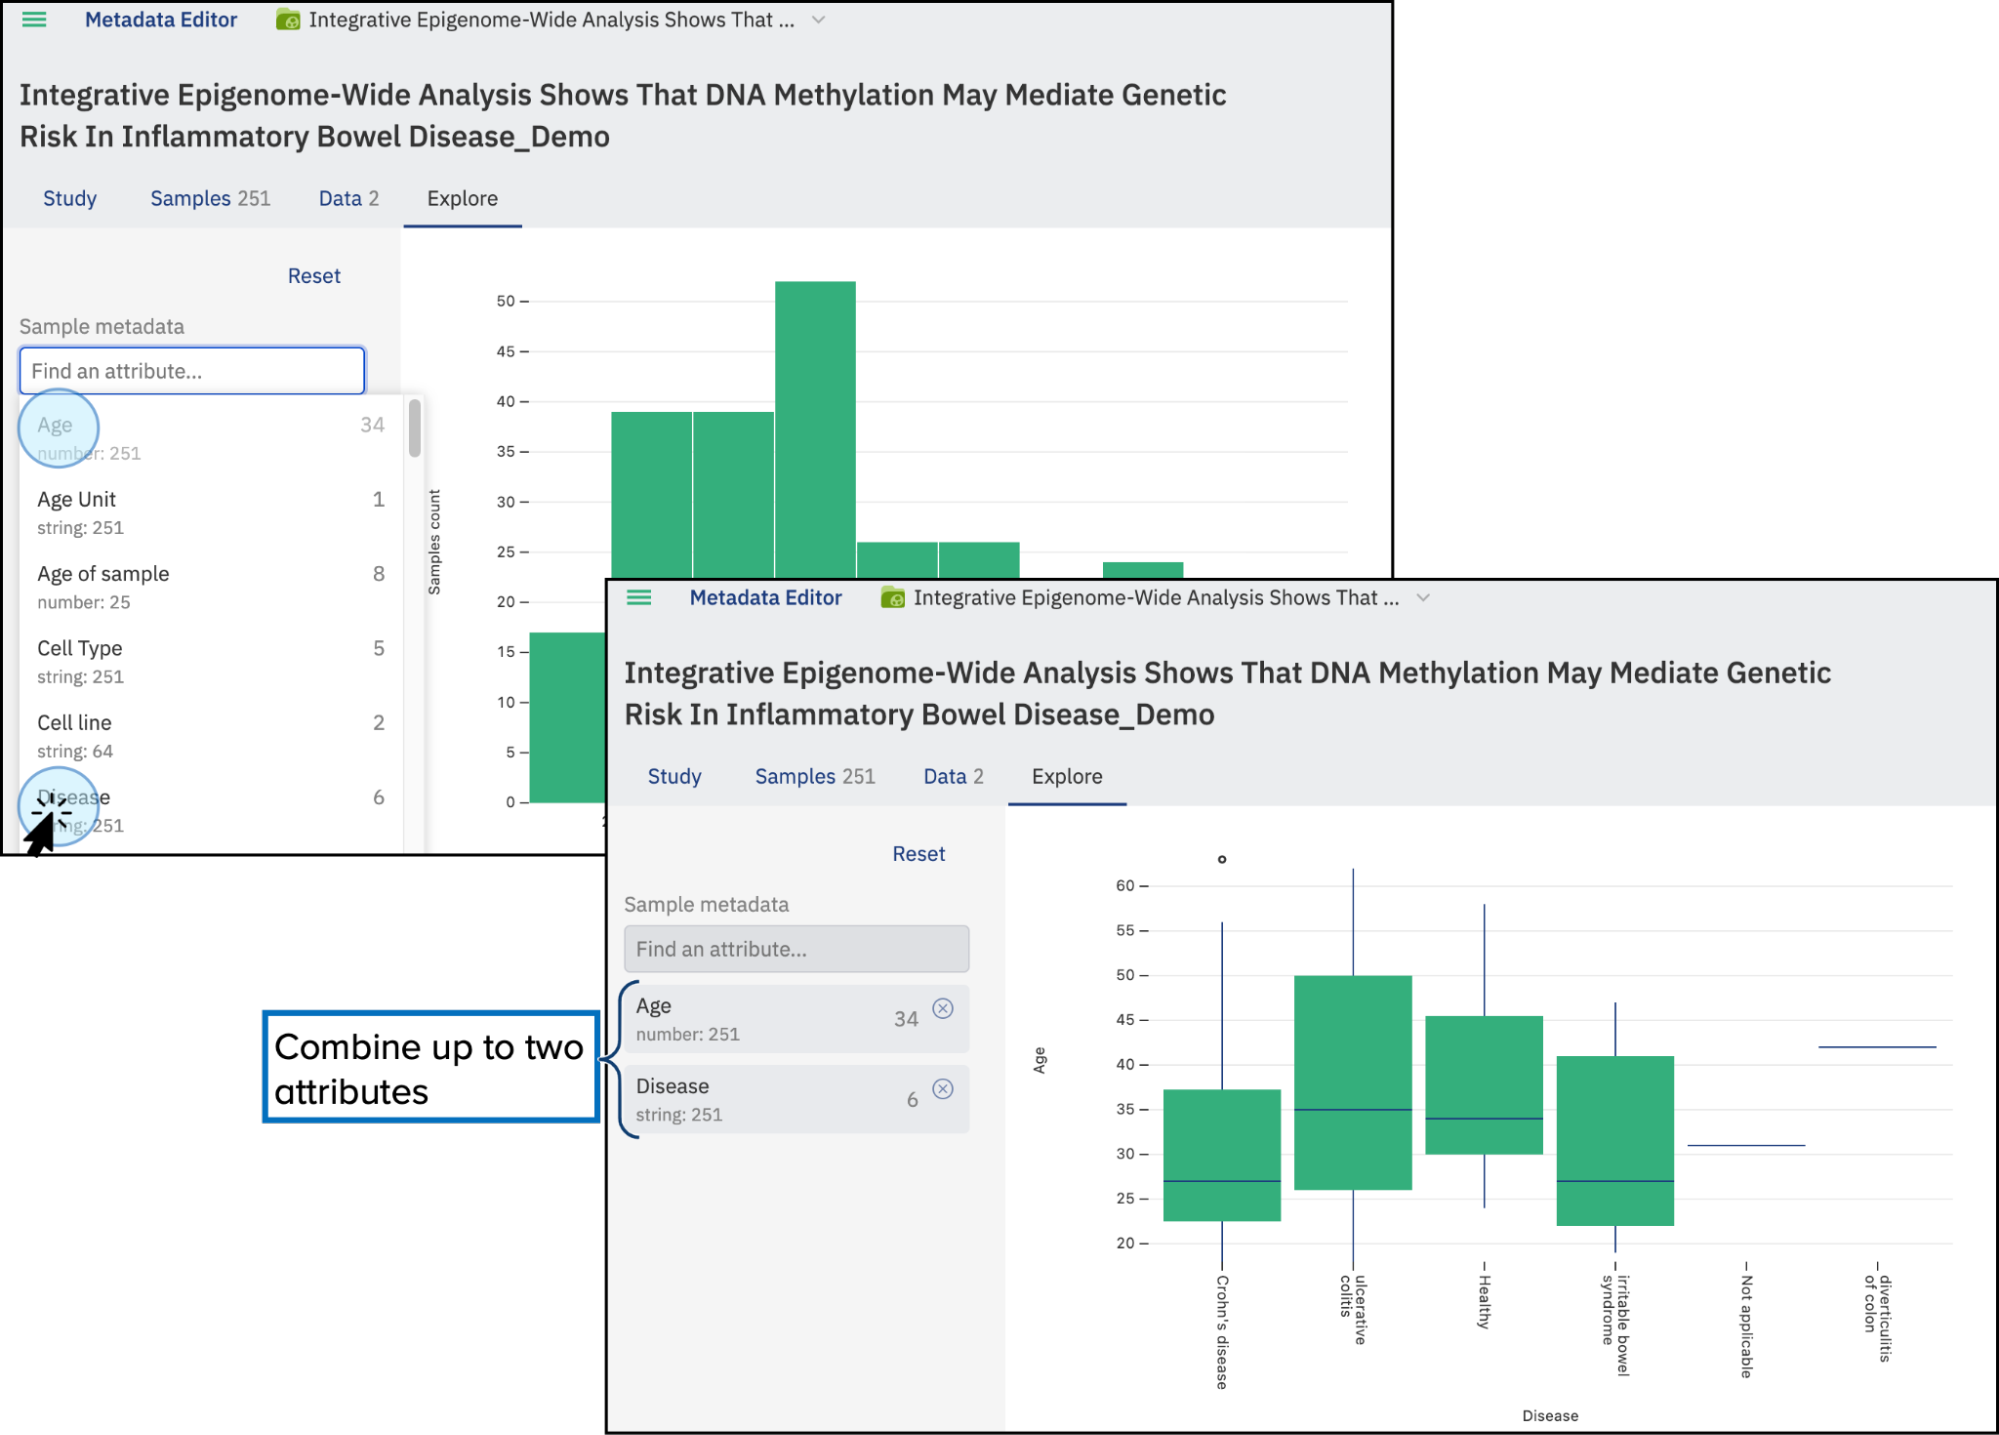 Metadata Editor
Integrative Epigenome-Wide Analysis Shows That ...
Integrative Epigenome-Wide Analysis Shows That DNA Methylation May Mediate Genetic
Risk In Inflammatory Bowel Disease_Demo
Study
Samples 251
Data 2
Explore
Reset
Sample metadata
Find an attribute...
Age
34
number: 251
Age Unit
1
string: 251
Age of sample
8
number: 25
Cell Type
5
string: 251
Cell line
2
string: 64
Disease
6
string: 251
Samples count
50
45
40
35
30
25
20
15
10
5
0
Combine up to two
attributes
Metadata Editor
Integrative Epigenome-Wide Analysis Shows That ...
Integrative Epigenome-Wide Analysis Shows That DNA Methylation May Mediate Genetic
Risk In Inflammatory Bowel Disease_Demo
Study
Samples 251
Data 2
Explore
Reset
Sample metadata
Find an attribute...
Age
34
number: 251
Disease
6
string: 251
Age
60
55
50
45
40
35
30
25
20
Crohn's disease
ulcerative
colitis
Healthy
irritable bowel
syndrome
Not applicable
diverticulitis
of colon
Disease